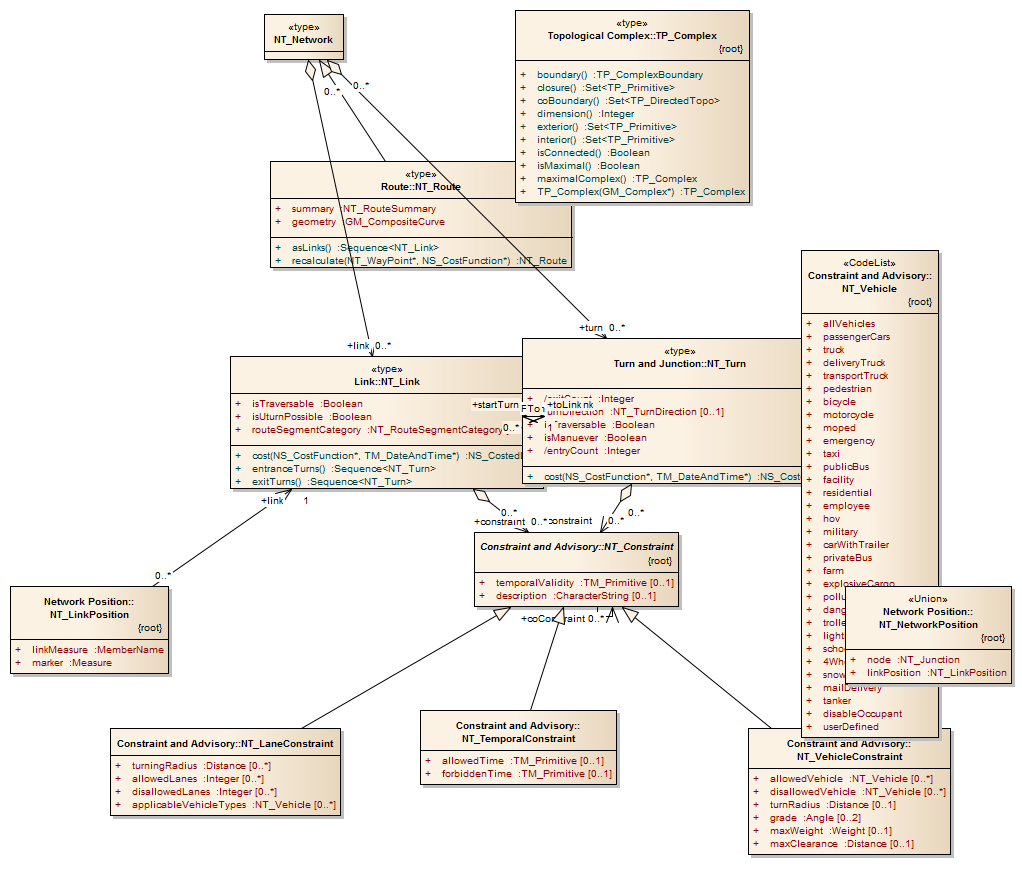 «type»
NT_Network
0..*
0..*
«type»
Topological Complex::TP_Complex
{root}
+ boundary() :TP_ComplexBoundary
+ closure() :Set<TP_Primitive>
+ coBoundary() :Set<TP_DirectedTopo>
+ dimension() :Integer
+ exterior() :Set<TP_Primitive>
+ interior() :Set<TP_Primitive>
+ isConnected() :Boolean
+ isMaximal() :Boolean
+ maximalComplex() :TP_Complex
+ TP_Complex(GM_Complex*) :TP_Complex
«type»
Route::NT_Route
+ summary :NT_RouteSummary
+ geometry :GM_CompositeCurve
+ asLinks() :Sequence<NT_Link>
+ recalculate(NT_WayPoint*, NS_CostFunction*) :NT_Route
+link 0..*
+turn 0..*
«type»
Link::NT_Link
+ isTraversable :Boolean
+ isUturnPossible :Boolean
+ routeSegmentCategory :NT_RouteSegmentCategory
+ cost(NS_CostFunction*, TM_DateAndTime*) :NS_CostedL
+ entranceTurns() :Sequence<NT_Turn>
+ exitTurns() :Sequence<NT_Turn>
+startTurn
0..*
+toLink
1
«type»
Turn and Junction::NT_Turn
+ /exitCount :Integer
+ turnDirection :NT_TurnDirection [0..1]
+ isTraversable :Boolean
+ isManuever :Boolean
+ /entryCount :Integer
+ cost(NS_CostFunction*, TM_DateAndTime*) :NS_Cost
«CodeList»
Constraint and Advisory::
NT_Vehicle
{root}
+ allVehicles
+ passengerCars
+ truck
+ deliveryTruck
+ transportTruck
+ pedestrian
+ bicycle
+ motorcycle
+ moped
+ emergency
+ taxi
+ publicBus
+ facility
+ residential
+ employee
+ hov
+ military
+ carWithTrailer
+ privateBus
+ farm
+ explosiveCargo
+ pollu
+ dang
+ trolle
+ light
+ scho
+ 4Wh
+ snow
+ mailDelivery
+ tanker
+ disableOccupant
+ userDefined
+link 1
0..*
0..*
+constraint 0..*
constraint 0..*
0..*
Constraint and Advisory::NT_Constraint
{root}
+ temporalValidity :TM_Primitive [0..1]
+ description :CharacterString [0..1]
+coConstraint 0..*
Network Position::
NT_LinkPosition
{root}
+ linkMeasure :MemberName
+ marker :Measure
«Union»
Network Position::
NT_NetworkPosition
{root}
+ node :NT_Junction
+ linkPosition :NT_LinkPosition
Constraint and Advisory::NT_LaneConstraint
+ turningRadius :Distance [0..*]
+ allowedLanes :Integer [0..*]
+ disallowedLanes :Integer [0..*]
+ applicableVehicleTypes :NT_Vehicle [0..*]
Constraint and Advisory::
NT_TemporalConstraint
+ allowedTime :TM_Primitive [0..1]
+ forbiddenTime :TM_Primitive [0..1]
Constraint and Advisory::
NT_VehicleConstraint
+ allowedVehicle :NT_Vehicle [0..*]
+ disallowedVehicle :NT_Vehicle [0..*]
+ turnRadius :Distance [0..1]
+ grade :Angle [0..2]
+ maxWeight :Weight [0..1]
+ maxClearance :Distance [0..1]